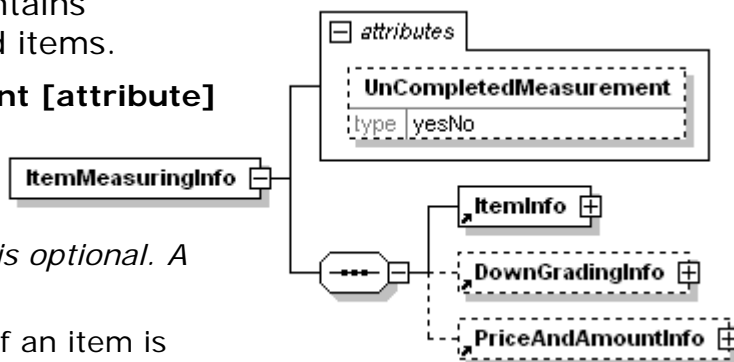 ntains
d items.
nt [attribute]
is optional. A
f an item is
attributes
UnCompletedMeasurement
type yesNo
ItemMeasuringInfo
ItemInfo
DownGradingInfo
PriceAndAmountInfo